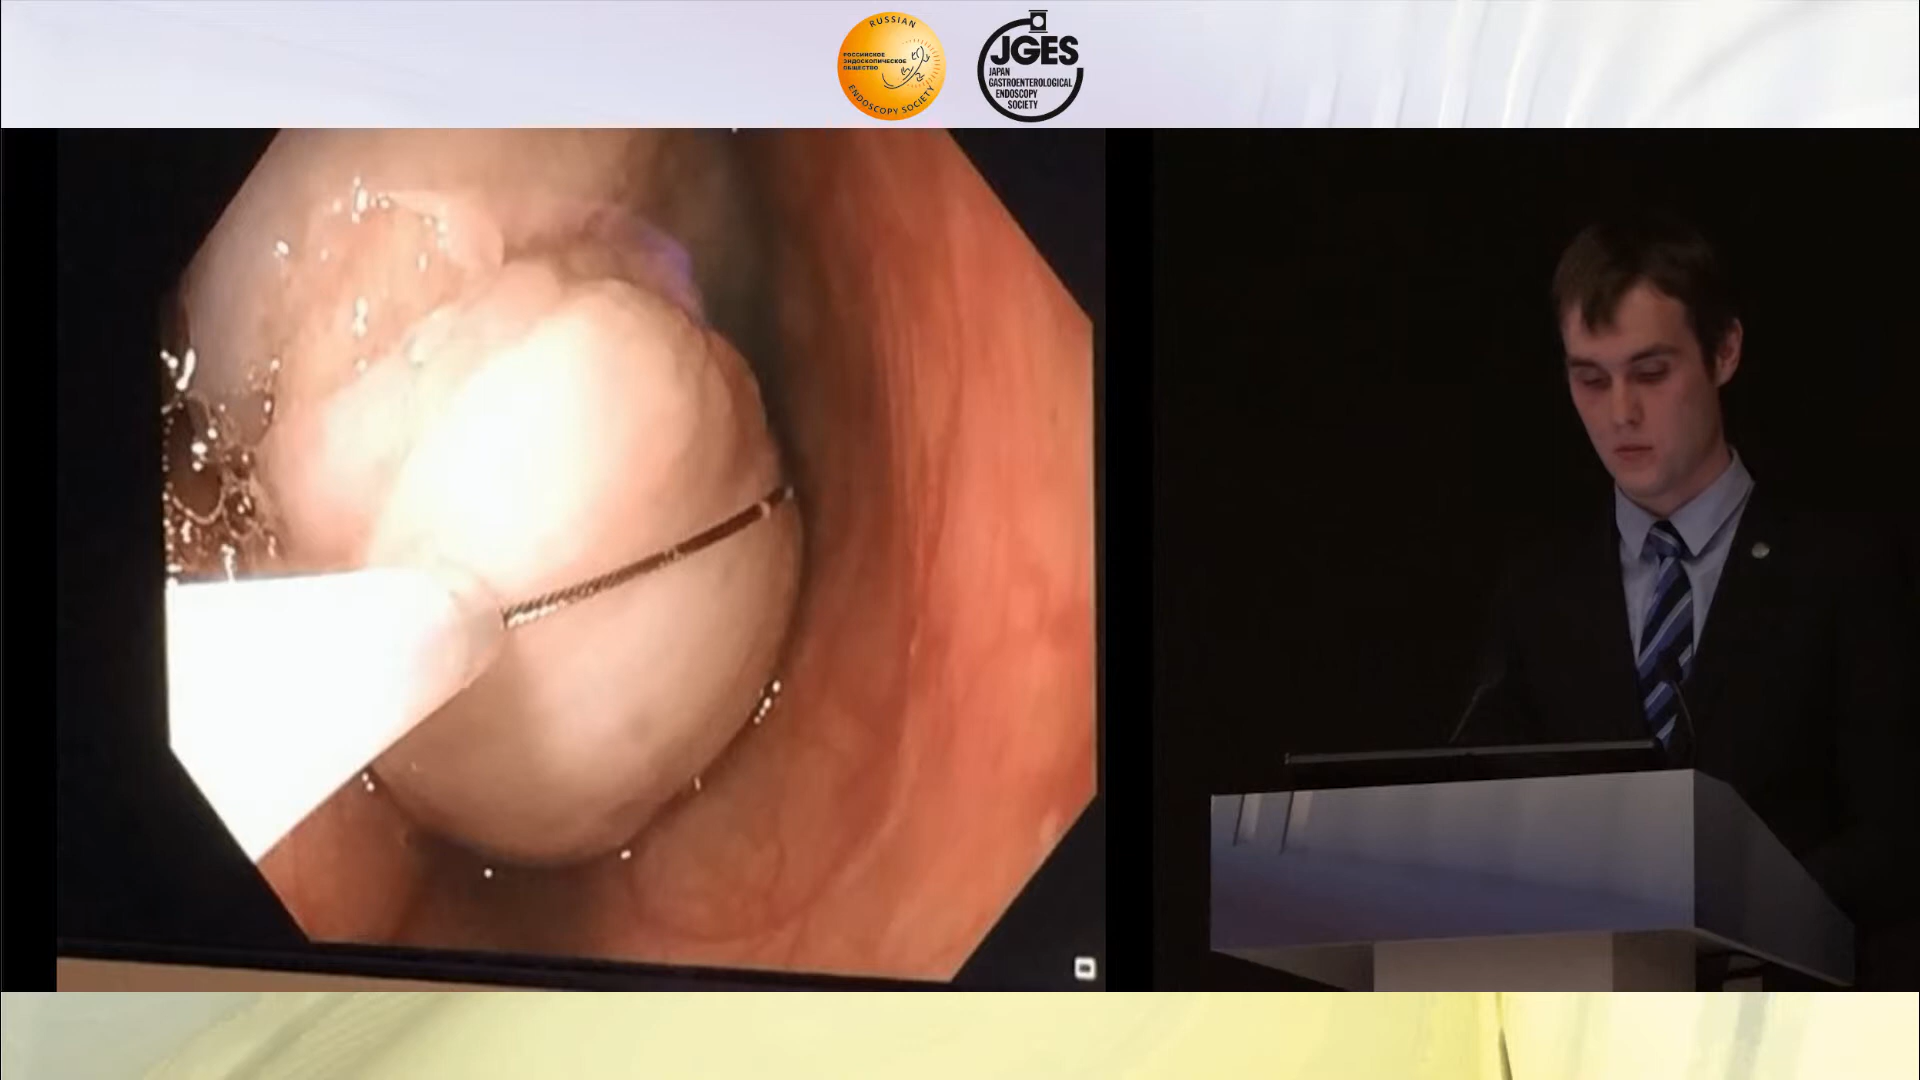 RUSSIAN
РОССИЙСКОЕ
ЭНДОСКОПИЧЕСКОЕ
ОБЩЕСТВО
ENDOSCOPY SOCIETY
JGES
JAPAN
GASTROENTEROLOGICAL
ENDOSCOPY
SOCIETY